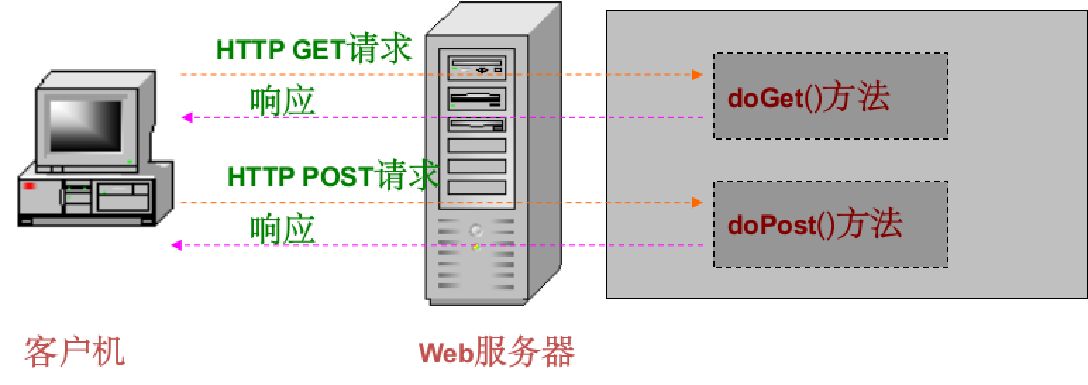 HTTP GET请求
响应
doGet()方法
HTTP POST请求
响应
doPost()方法
客户机
Web服务器